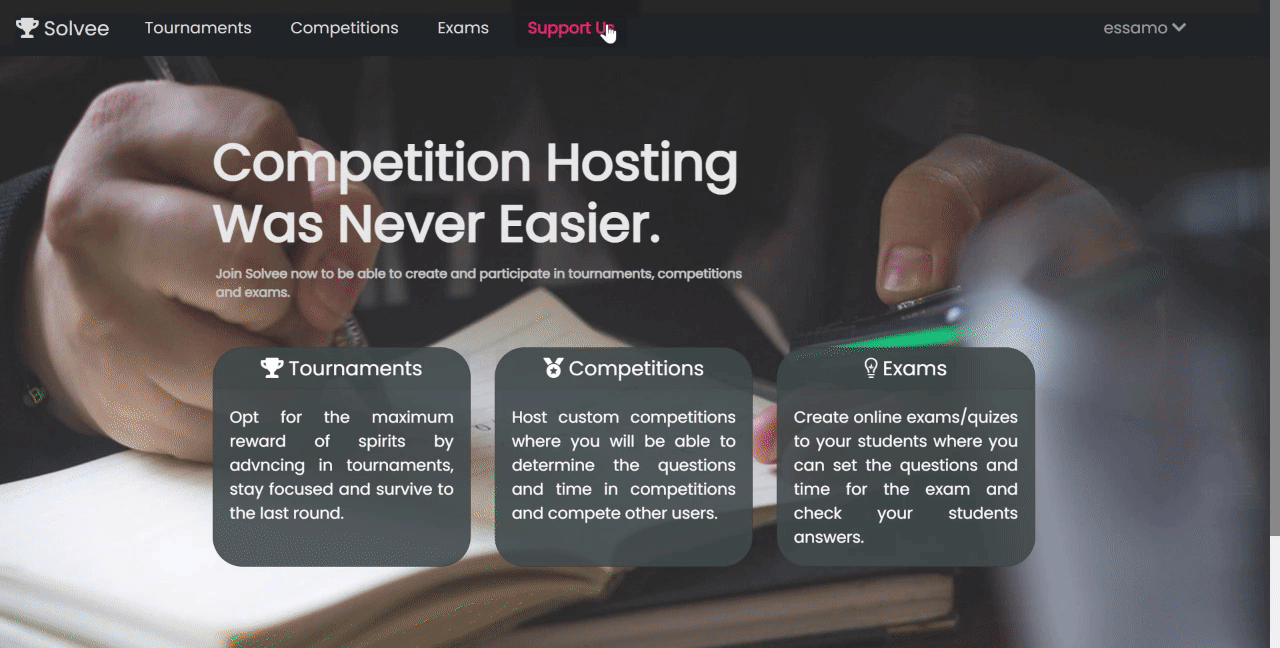 Solvee Tournaments Competitions Exams Support Us essamo
Competition Hosting
Was Never Easier.
Join Solvee now to be able to create and participate in tournaments, competitions
and exams.
Tournaments
Opt for the maximum
reward of spirits by
advncing in tournaments,
stay focused and survive to
the last round.
Competitions
Host custom competitions
where you will be able to
determine the questions
and time in competitions
and compete other users.
Exams
Create online exams/quizes
to your students where you
can set the questions and
time for the exam and
check your students
answers.